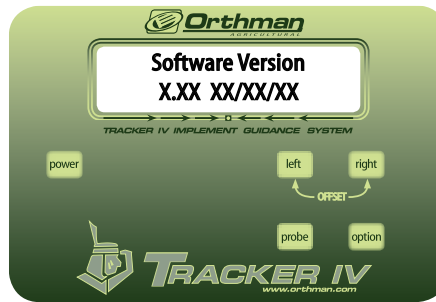 Orthman
AGRICULTURAL
Software Version
X.XX XX/XX/XX
TRACKER IV IMPLEMENT GUIDANCE SYSTEM
power
left
right
OFFSET
probe
option
TRACKER IV
www.orthman.com